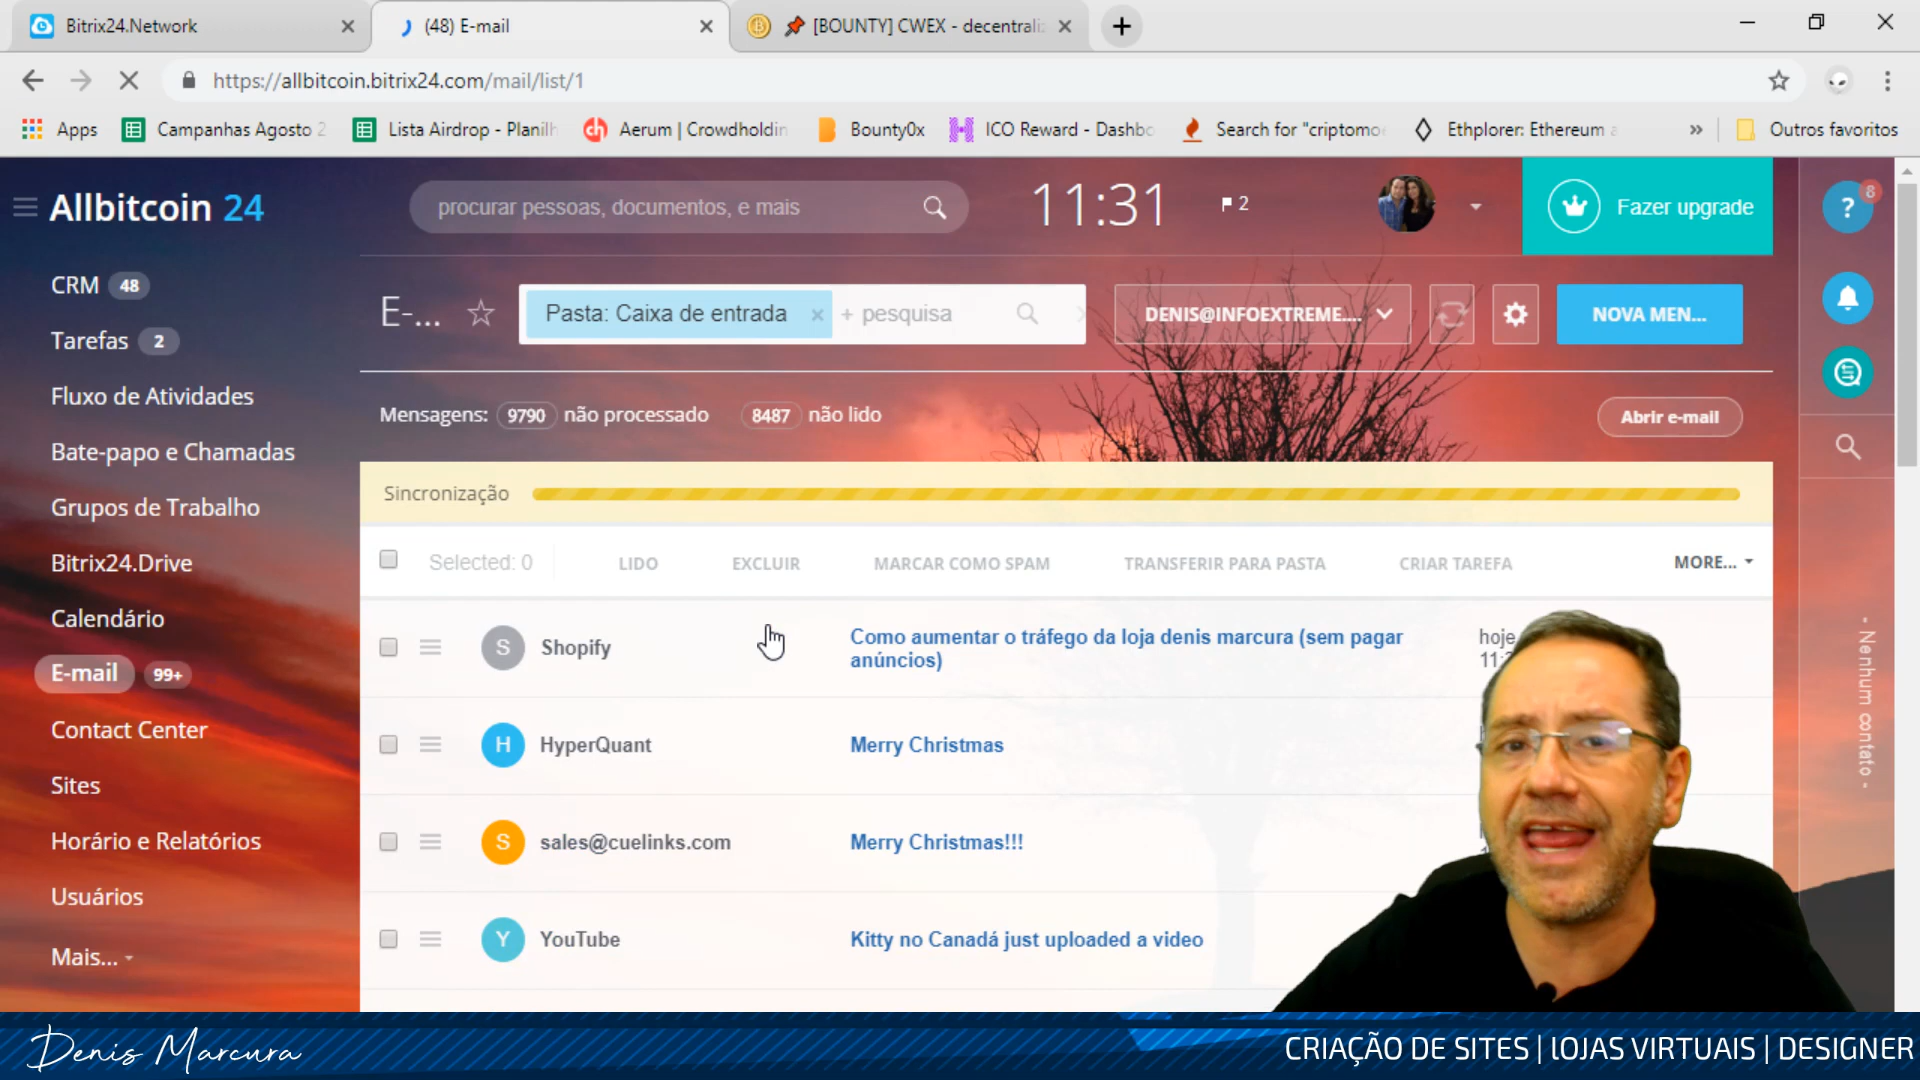 Bitrix24.Network
(48) E-mail
[BOUNTY] CWEX - decentrali
https://allbitcoin.bitrix24.com/mail/list/1
Apps
Campanhas Agosto 2
Lista Airdrop - Planilh
Aerum | Crowdholdin
Bounty0x
ICO Reward - Dashbo
Search for "criptomo
Ethplorer: Ethereum a
»
Outros favoritos
Allbitcoin 24
procurar pessoas, documentos, e mais
11:31
2
Fazer upgrade
?
8
CRM 48
Tarefas 2
Fluxo de Atividades
Bate-papo e Chamadas
Grupos de Trabalho
Bitrix24.Drive
Calendário
E-mail 99+
Contact Center
Sites
Horário e Relatórios
Usuários
Mais...
E-...
Pasta: Caixa de entrada × + pesquisa
DENIS@INFOEXTREME....
NOVA MEN...
Mensagens: 9790 não processado 8487 não lido
Abrir e-mail
Sincronização
Selected: 0
LIDO
EXCLUIR
MARCAR COMO SPAM
TRANSFERIR PARA PASTA
CRIAR TAREFA
MORE...
S Shopify
Como aumentar o tráfego da loja denis marcura (sem pagar
anúncios)
hoje
H HyperQuant
Merry Christmas
S sales@cuelinks.com
Merry Christmas!!!
Y YouTube
Kitty no Canadá just uploaded a video
- Nenhum contato -
Denis Marcura
CRIAÇÃO DE SITES | LOJAS VIRTUAIS | DESIGNER